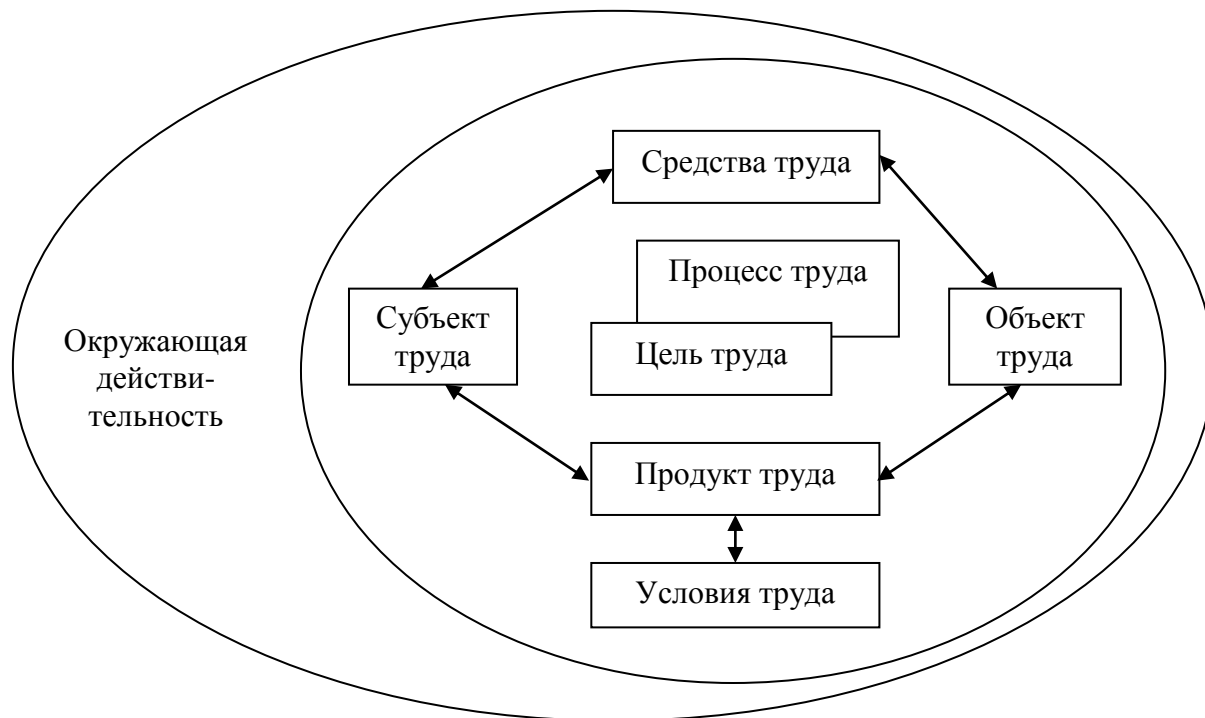 Средства труда
Процесс труда
Субъект
труда
Объект
труда
Окружающая
действи-
тельность
Цель труда
Продукт труда
Условия труда